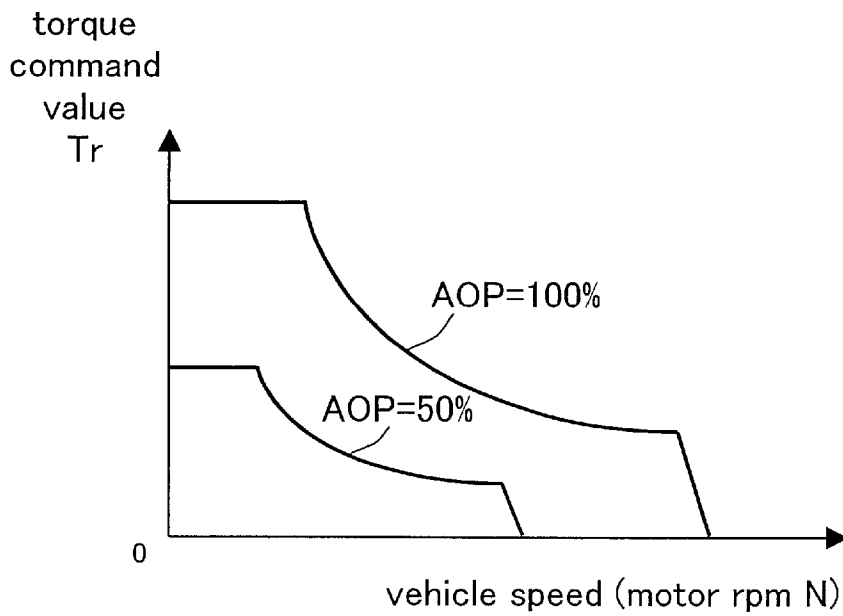 torque
command
value
Tr
AOP=100%
AOP=50%
0
vehicle speed (motor rpm N)